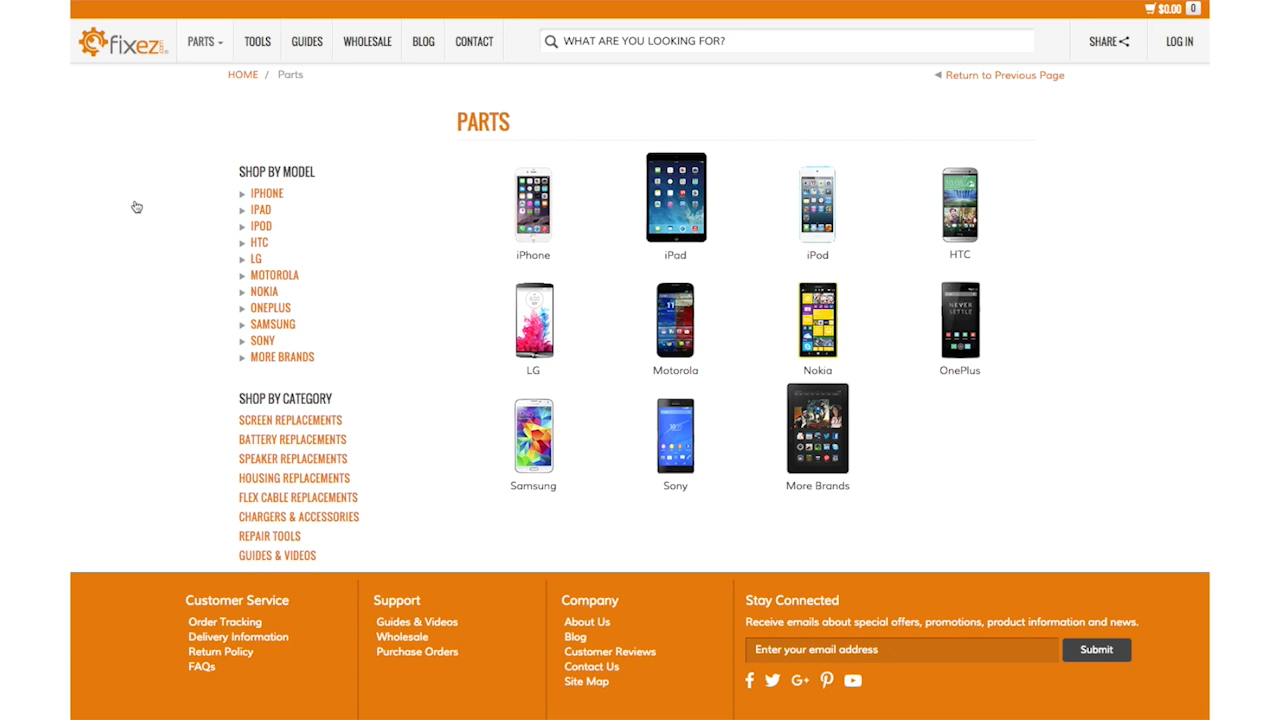 $0.00 0
fixez.com
PARTS TOOLS GUIDES WHOLESALE BLOG CONTACT WHAT ARE YOU LOOKING FOR? SHARE LOG IN
HOME / Parts Return to Previous Page
PARTS
SHOP BY MODEL
IPHONE
IPAD
IPOD
HTC
LG
MOTOROLA
NOKIA
ONEPLUS
SAMSUNG
SONY
MORE BRANDS
SHOP BY CATEGORY
SCREEN REPLACEMENTS
BATTERY REPLACEMENTS
SPEAKER REPLACEMENTS
HOUSING REPLACEMENTS
FLEX CABLE REPLACEMENTS
CHARGERS & ACCESSORIES
REPAIR TOOLS
GUIDES & VIDEOS
iPhone iPad iPod HTC
NEVER
SETTLE
LG Motorola Nokia OnePlus
Samsung Sony More Brands
Customer Service
Order Tracking
Delivery Information
Return Policy
FAQs
Support
Guides & Videos
Wholesale
Purchase Orders
Company
About Us
Blog
Customer Reviews
Contact Us
Site Map
Stay Connected
Receive emails about special offers, promotions, product information and news.
Enter your email address Submit